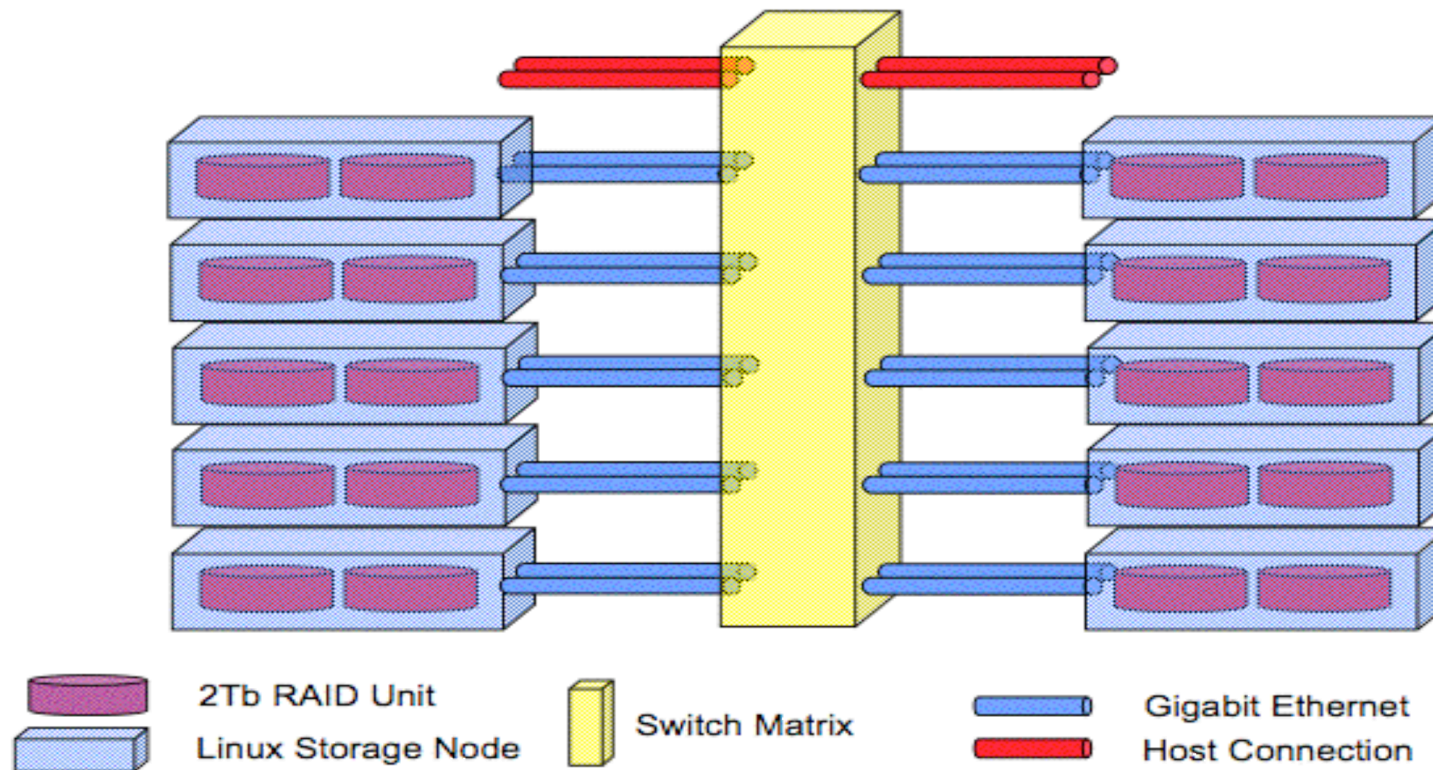 2Tb RAID Unit
Linux Storage Node
Switch Matrix
Gigabit Ethernet
Host Connection